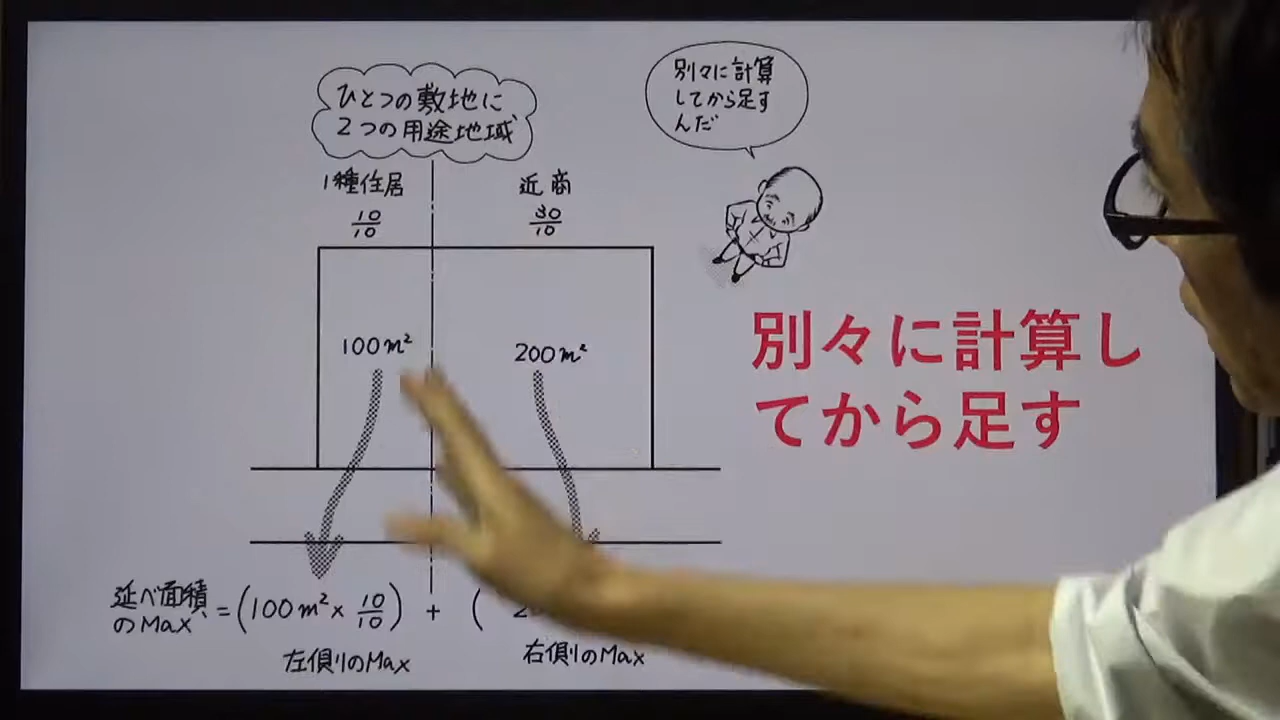 ひとつの敷地に
2つの用途地域
別々に計算
してから足す
んだ
1種住居
近商
10/10
30/10
100m²
200m²
別々に計算し
てから足す
延べ面積
のMax
=(100m²×10/10)+(
左側のMax
右側のMax